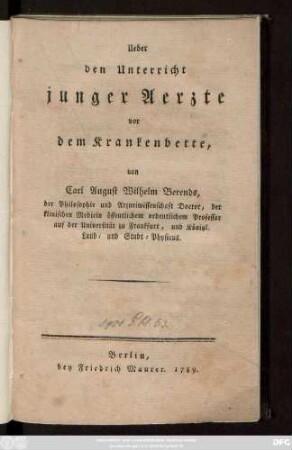 Ueber
den Unterricht
junger Aerzte
vor
dem Krankenbette,
von
Carl August Wilhelm Berends,
der Philosophie und Arzneiwissenschaft Doctor, der
klinischen Medicin öffentlichem ordentlichem Professor
auf der Universität zu Frankfurt, und Königl.
Land- und Stadt-Physicus.
Berlin,
bey Friedrich Maurer. 1789.
DFG